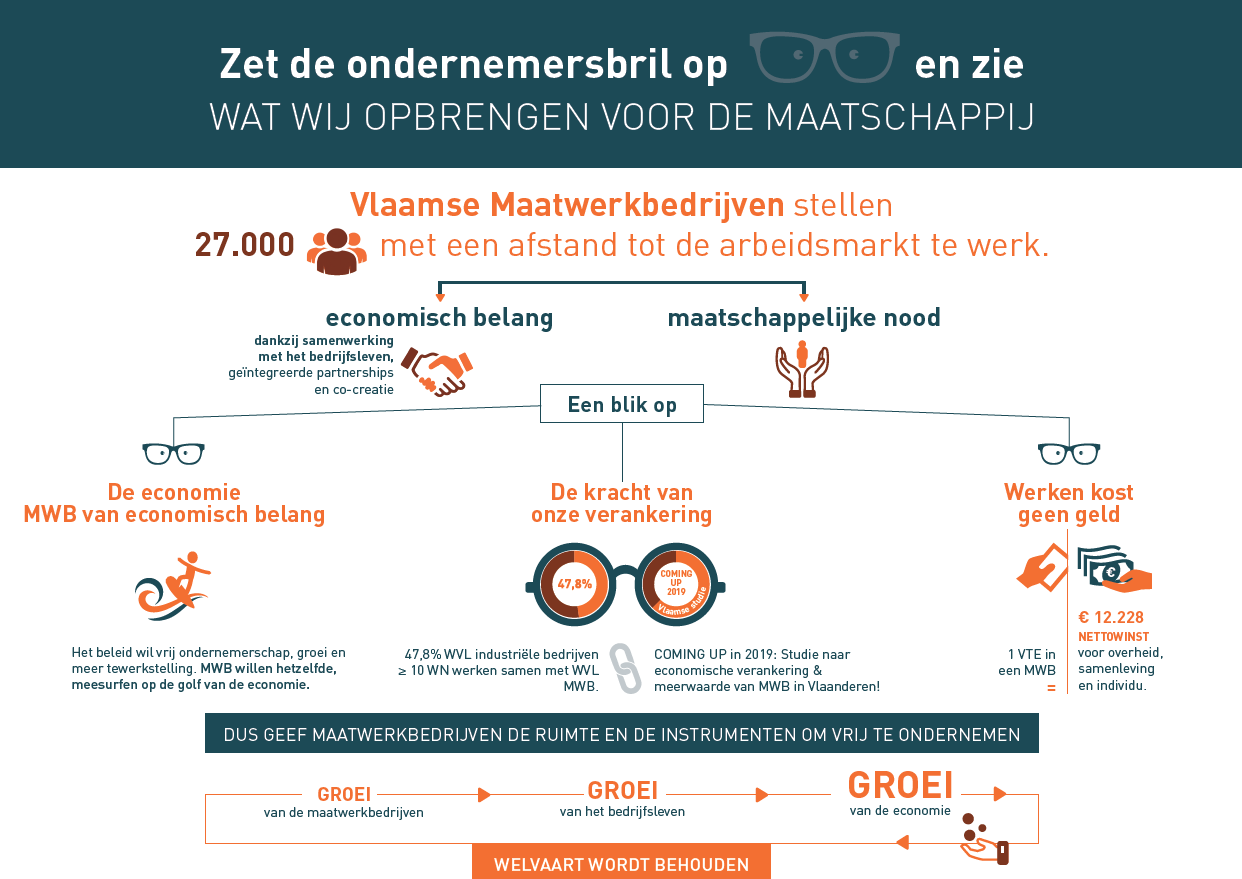 Zet de ondernemersbril op en zie
WAT WIJ OPBRENGEN VOOR DE MAATSCHAPPIJ
Vlaamse Maatwerkbedrijven stellen
27.000 met een afstand tot de arbeidsmarkt te werk.
economisch belang
dankzij samenwerking
met het bedrijfsleven,
geïntegreerde partnerships
en co-creatie
maatschappelijke nood
Een blik op
De economie
MWB van economisch belang
Het beleid wil vrij ondernemerschap, groei en
meer tewerkstelling. MWB willen hetzelfde,
meesurfen op de golf van de economie.
De kracht van
onze verankering
47,8%
COMING
UP
2019
Vlaamse studie
47,8% WVL industriële bedrijven
≥ 10 WN werken samen met WVL
MWB.
COMING UP in 2019: Studie naar
economische verankering &
meerwaarde van MWB in Vlaanderen!
Werken kost
geen geld
€
1 VTE in
een MWB
=
€ 12.228
NETTOWINST
voor overheid,
samenleving
en individu.
DUS GEEF MAATWERKBEDRIJVEN DE RUIMTE EN DE INSTRUMENTEN OM VRIJ TE ONDERNEMEN
GROEI
van de maatwerkbedrijven
GROEI
van het bedrijfsleven
GROEI
van de economie
WELVAART WORDT BEHOUDEN